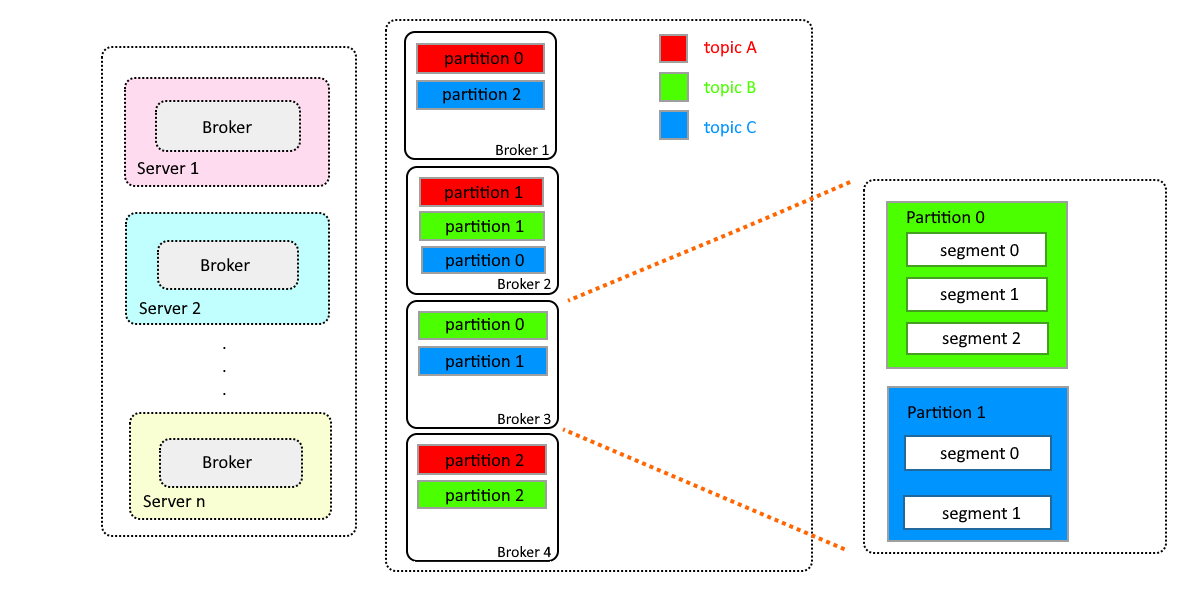 Broker
Server 1
Broker
Server 2
.
.
.
Broker
Server n
partition 0
partition 2
Broker 1
partition 1
partition 1
partition 0
Broker 2
partition 0
partition 1
Broker 3
partition 2
partition 2
Broker 4
topic A
topic B
topic C
Partition 0
segment 0
segment 1
segment 2
Partition 1
segment 0
segment 1